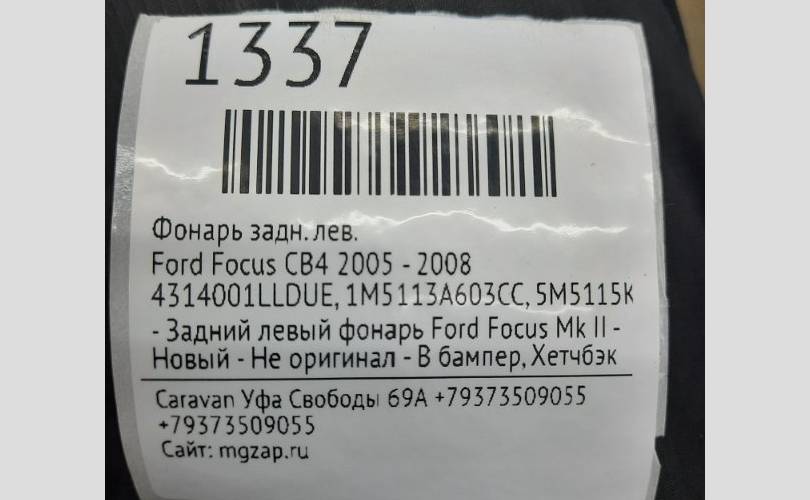 1337
Фонарь задн. лев.
Ford Focus CB4 2005 - 2008
4314001LLDUE, 1M5113A603CC, 5M5115K
- Задний левый фонарь Ford Focus Mk II -
Новый - Не оригинал - В бампер, Хетчбэк
Caravan Уфа Свободы 69А +79373509055
+79373509055
Сайт: mgzap.ru